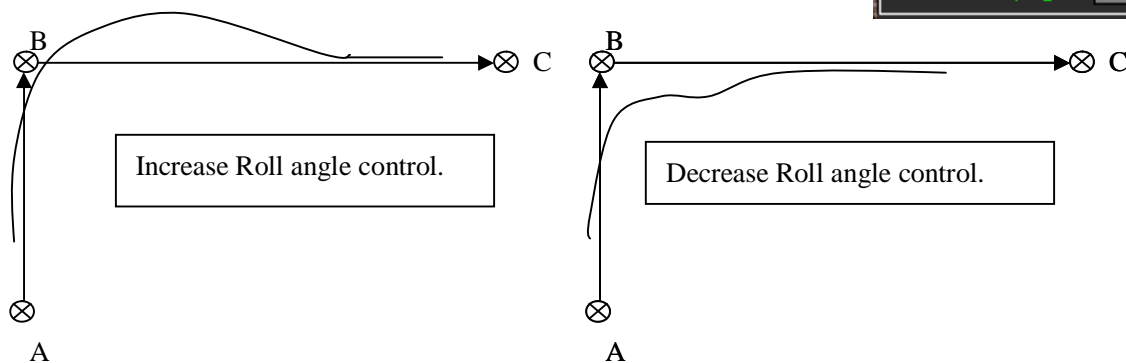 B
C
Increase Roll angle control.
A
B
C
Decrease Roll angle control.
A